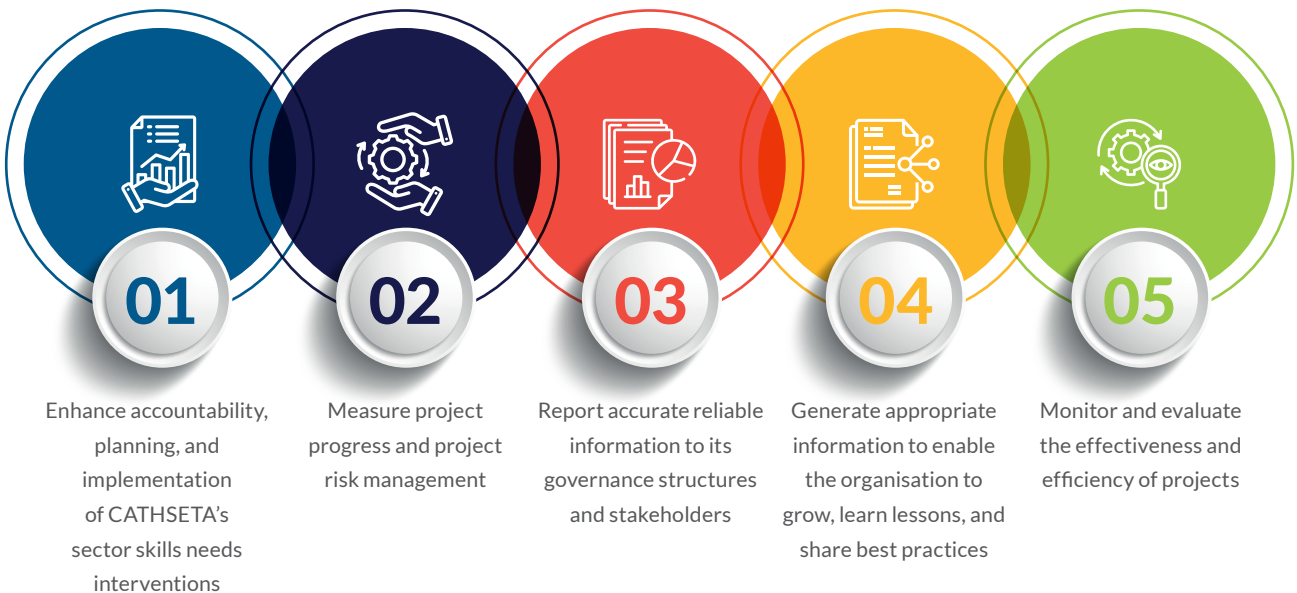 01
Enhance accountability,
planning, and
implementation
of CATHSETA's
sector skills needs
interventions
02
Measure project
progress and project
risk management
03
Report accurate reliable
information to its
governance structures
and stakeholders
04
Generate appropriate
information to enable
the organisation to
grow, learn lessons, and
share best practices
05
Monitor and evaluate
the effectiveness and
efficiency of projects